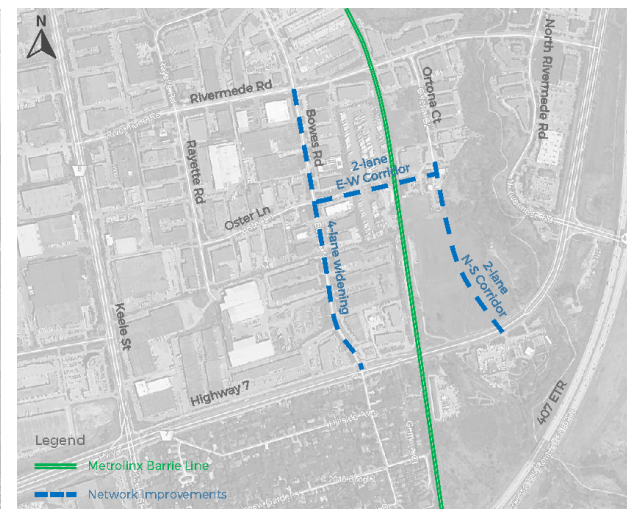 N
Rivermede Rd
North Rivermede Rd
Ortona Ct
Bowes Rd
Rayette Rd
2-lane
E-W Corridor
Oster Ln
4-lane widening
2-lane
N-S Corridor
Keele St
Highway 7
407 ETR
Legend
Metrolinx Barrie Line
Network Improvements